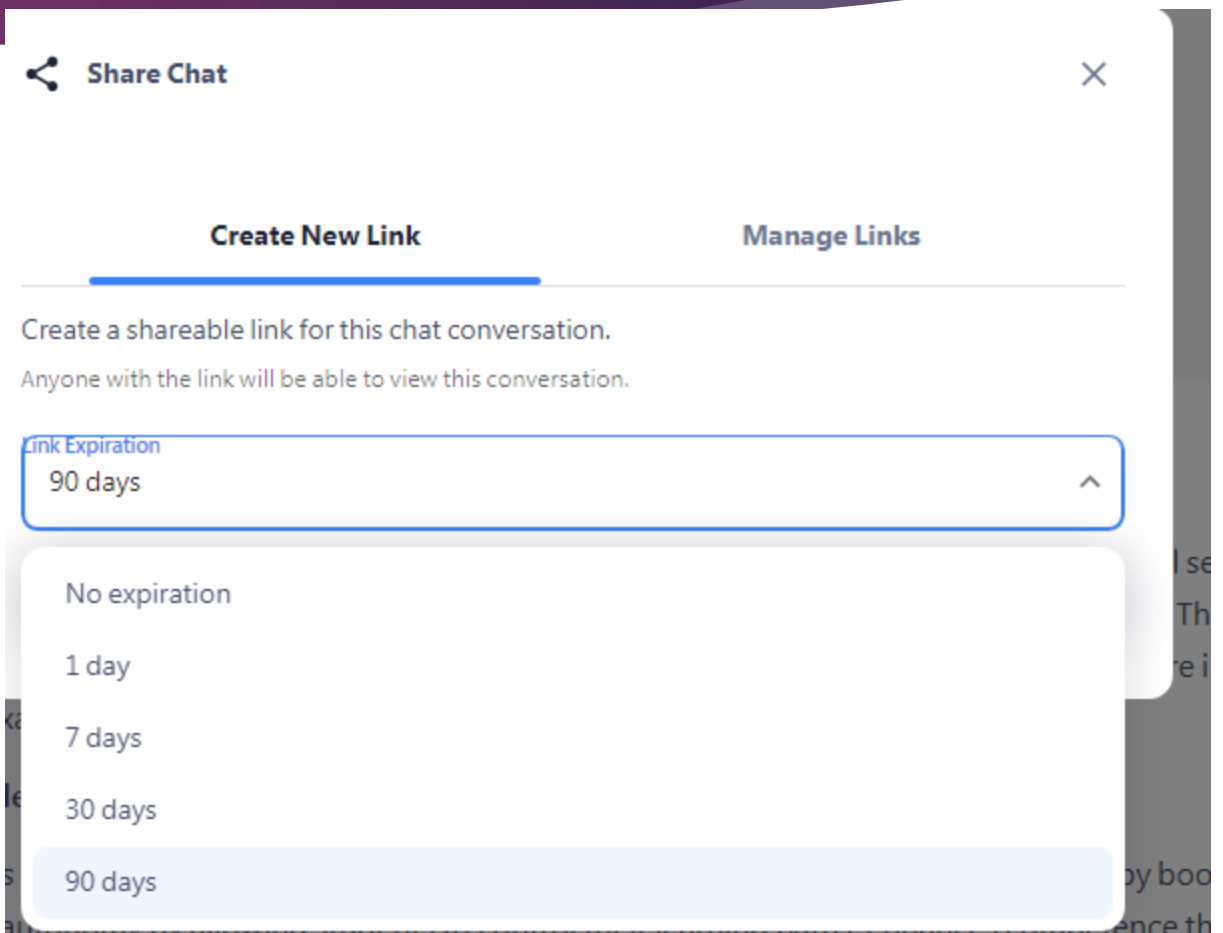 Share Chat
Create New Link
Manage Links
Create a shareable link for this chat conversation.
Anyone with the link will be able to view this conversation.
Link Expiration
90 days
No expiration
1 day
7 days
30 days
90 days